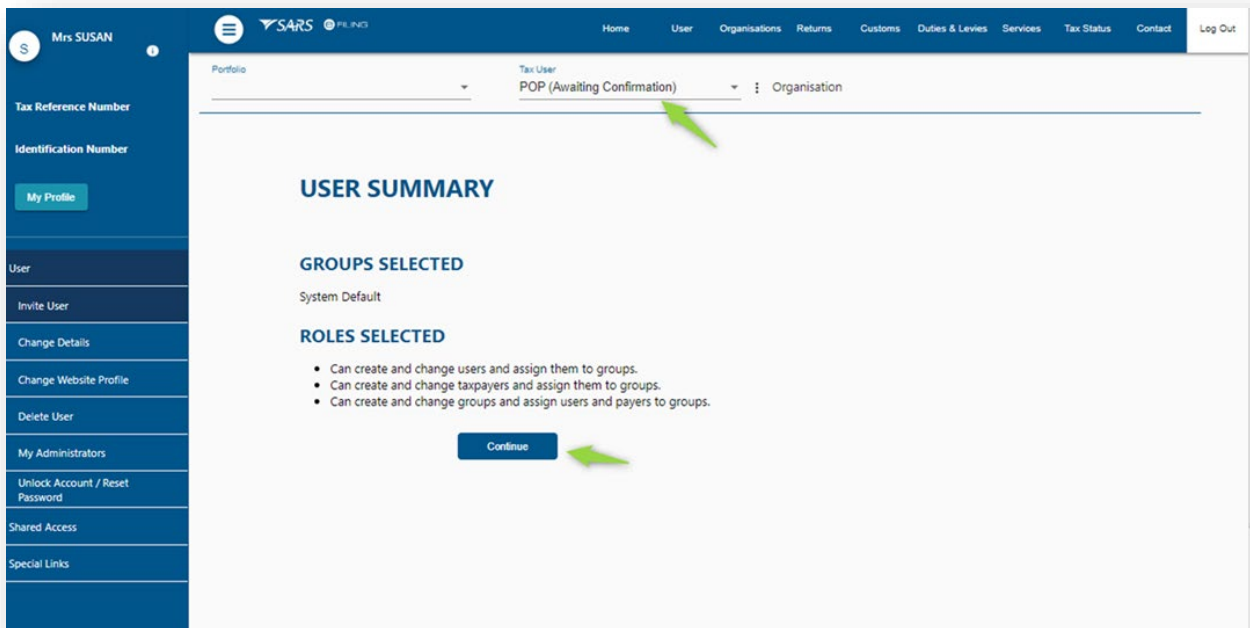 S
Mrs SUSAN
i
Tax Reference Number
Identification Number
My Profile
User
Invite User
Change Details
Change Website Profile
Delete User
My Administrators
Unlock Account / Reset
Password
Shared Access
Special Links
SARS e FILING
Home User Organisations Returns Customs Duties & Levies Services Tax Status Contact Log Out
Portfolio Tax User
POP (Awaiting Confirmation) Organisation
USER SUMMARY
GROUPS SELECTED
System Default
ROLES SELECTED
• Can create and change users and assign them to groups.
• Can create and change taxpayers and assign them to groups.
• Can create and change groups and assign users and payers to groups.
Continue